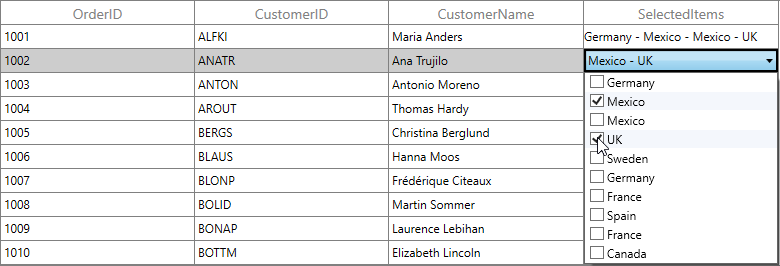 OrderID CustomerID CustomerName SelectedItems
1001 ALFKI Maria Anders Germany - Mexico - Mexico - UK
1002 ANATR Ana Trujilo Mexico - UK
1003 ANTON Antonio Moreno Germany
1004 AROUT Thomas Hardy Mexico
1005 BERGS Christina Berglund Mexico
1006 BLAUS Hanna Moos UK
1007 BLONP Frédérique Citeaux Sweden
1008 BOLID Martin Sommer Germany
1009 BONAP Laurence Lebihan France
1010 BOTTM Elizabeth Lincoln Spain
France
Canada